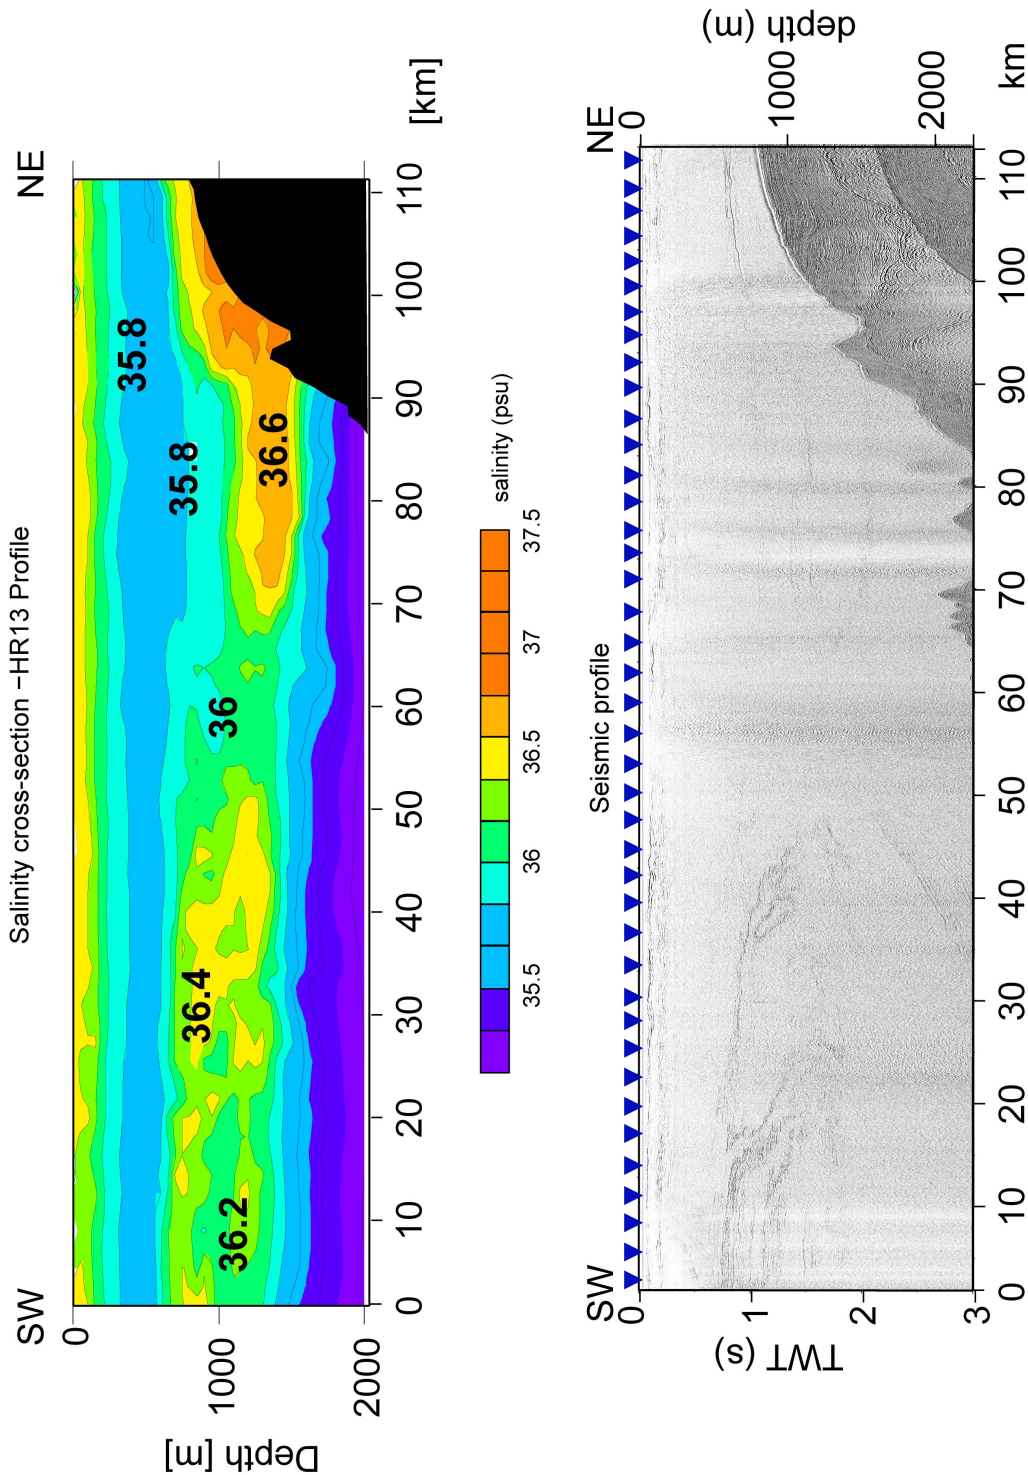 Salinity cross-section –HR13 Profile
SW
NE
0
1000
2000
Depth [m]
35.8
35.8
36.6
36
36.4
36.2
0 10 20 30 40 50 60 70 80 90 100 110 [km]
35.5 36 36.5 37 37.5 salinity (psu)
Seismic profile
SW
NE
0
1
2
3
TWT (s)
0
1000
2000
depth (m)
0 10 20 30 40 50 60 70 80 90 100 110 km